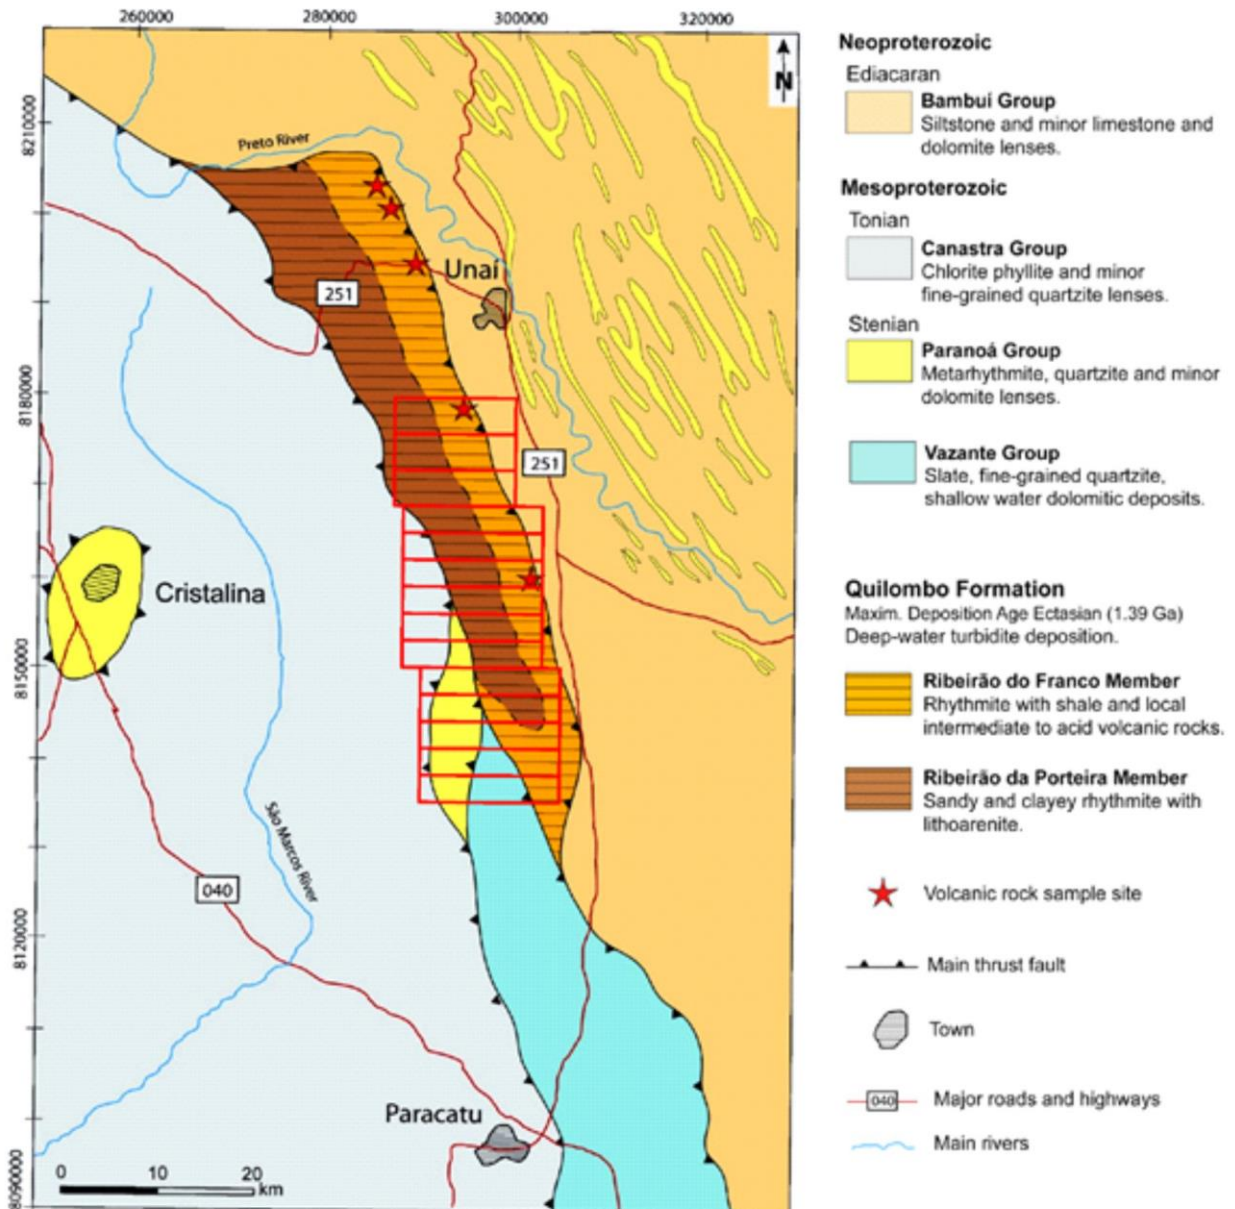 260000
280000
300000
320000
8210000
8180000
8150000
8120000
8090000
N
Preto River
Unaí
251
251
Cristalina
São Marcos River
040
Paracatu
0
10
20
km
Neoproterozoic
Ediacaran
Bambuí Group
Siltstone and minor limestone and
dolomite lenses.
Mesoproterozoic
Tonian
Canastra Group
Chlorite phyllite and minor
fine-grained quartzite lenses.
Stenian
Paranoá Group
Metarhythmite, quartzite and minor
dolomite lenses.
Vazante Group
Slate, fine-grained quartzite,
shallow water dolomitic deposits.
Quilombo Formation
Maxim. Deposition Age Ectasian (1.39 Ga)
Deep-water turbidite deposition.
Ribeirão do Franco Member
Rhythmite with shale and local
intermediate to acid volcanic rocks.
Ribeirão da Porteira Member
Sandy and clayey rhythmite with
lithoarenite.
Volcanic rock sample site
Main thrust fault
Town
040
Major roads and highways
Main rivers